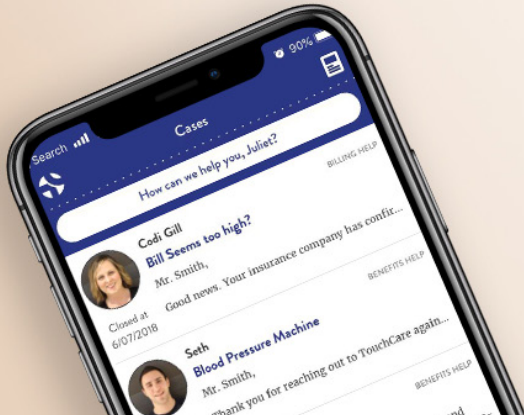 Search 90%
Cases
How can we help you, Juliet?
BILLING HELP
Codi Gill
Bill Seems too high?
Mr. Smith,
Good news. Your insurance company has confir...
Closed at
6/07/2018
BENEFITS HELP
Seth
Blood Pressure Machine
Mr. Smith,
Thank you for reaching out to TouchCare again...
BENEFITS HELP